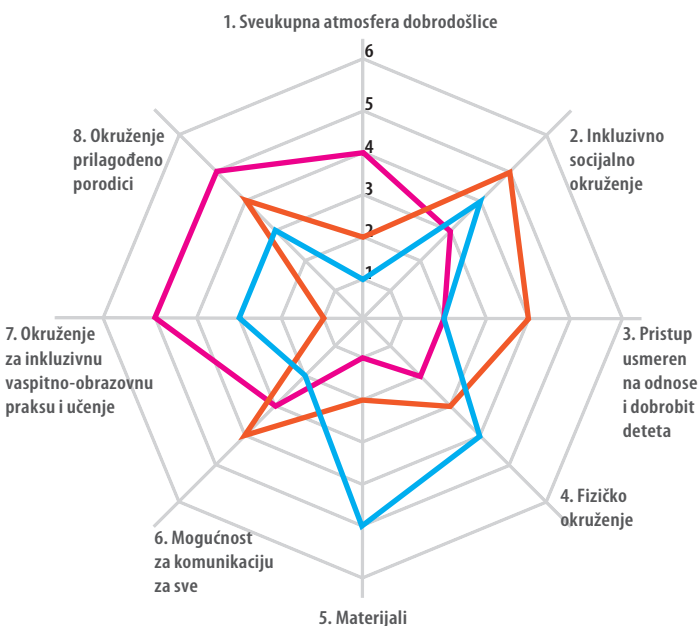 1. Sveukupna atmosfera dobrodošlice
6
5
4
3
2
1
2. Inkluzivno
socijalno
okruženje
3. Pristup
usmeren
na odnose
i dobrobit
deteta
4. Fizičko
okruženje
5. Materijali
6. Mogućnost
za komunikaciju
za sve
7. Okruženje
za inkluzivnu
vaspitno-obrazovnu
praksu i učenje
8. Okruženje
prilagođeno
porodici